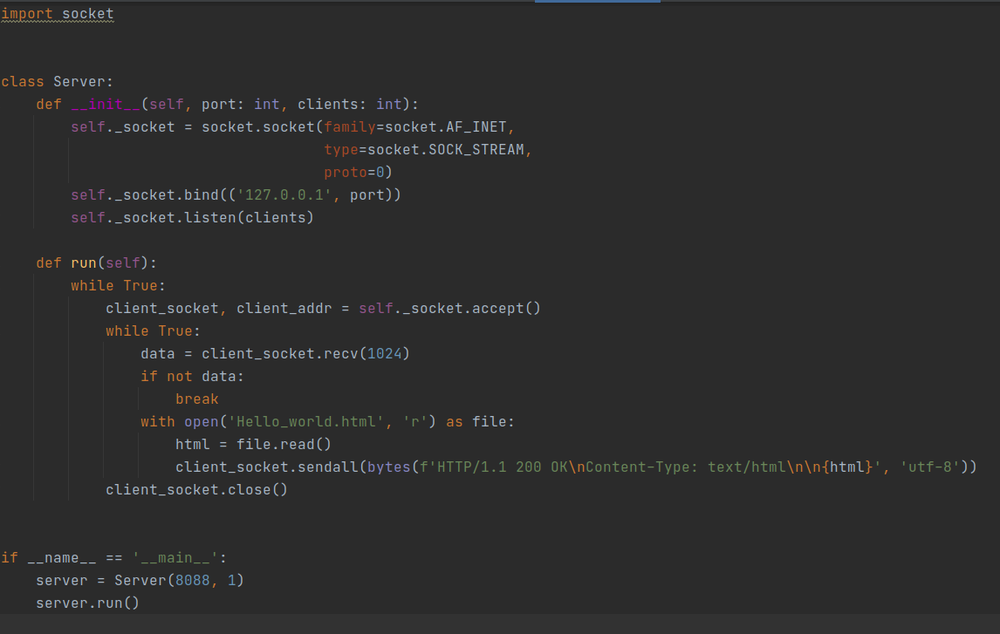 import socket
class Server:
    def __init__(self, port: int, clients: int):
        self._socket = socket.socket(family=socket.AF_INET,
                                     type=socket.SOCK_STREAM,
                                     proto=0)
        self._socket.bind(('127.0.0.1', port))
        self._socket.listen(clients)
    def run(self):
        while True:
            client_socket, client_addr = self._socket.accept()
            while True:
                data = client_socket.recv(1024)
                if not data:
                    break
                with open('Hello_world.html', 'r') as file:
                    html = file.read()
                    client_socket.sendall(bytes(f'HTTP/1.1 200 OK\nContent-Type: text/html\n\n{html}', 'utf-8'))
            client_socket.close()
if __name__ == '__main__':
    server = Server(8088, 1)
    server.run()